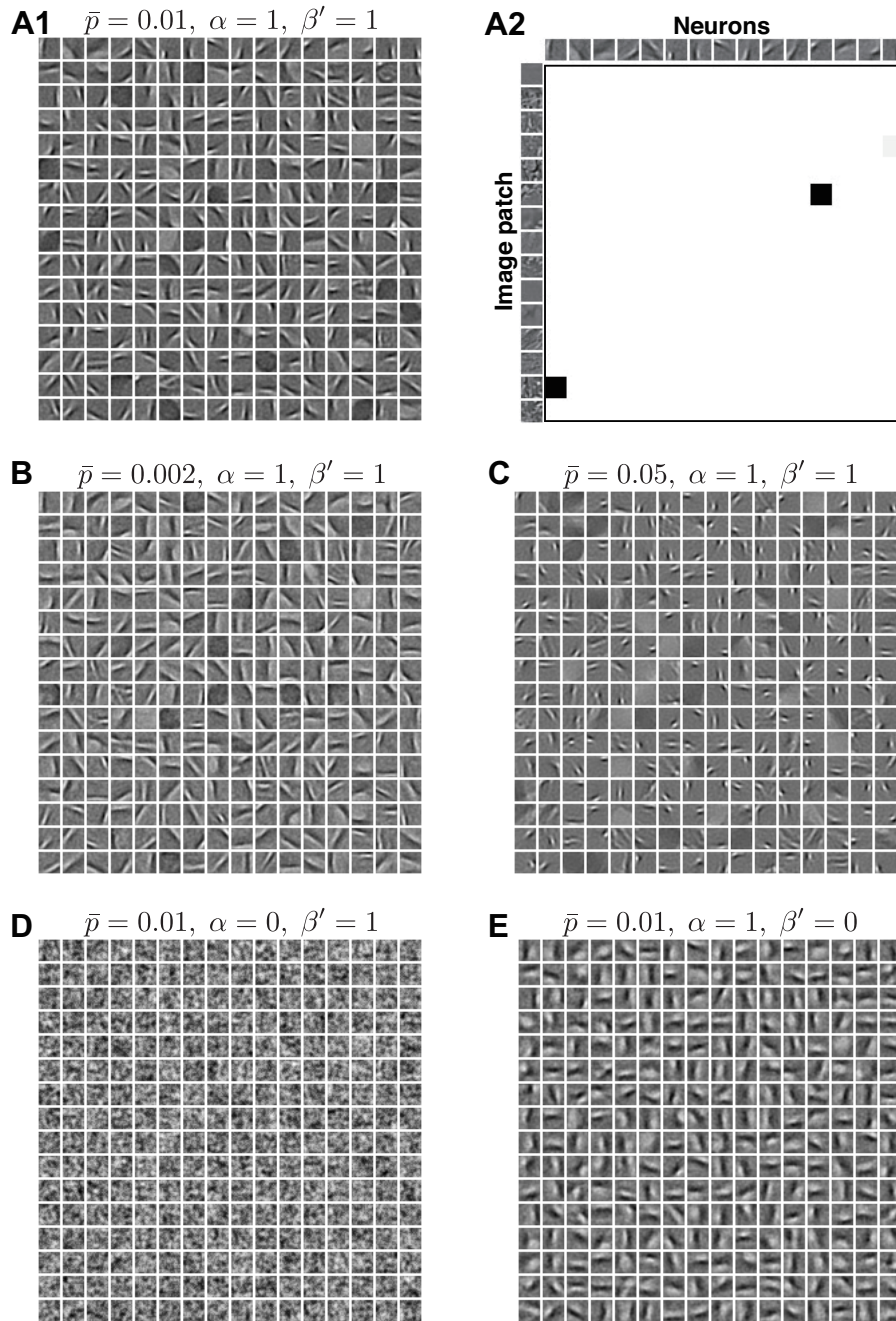 A1 p̄ = 0.01, α = 1, β′ = 1
A2 Neurons
Image patch
B p̄ = 0.002, α = 1, β′ = 1
C p̄ = 0.05, α = 1, β′ = 1
D p̄ = 0.01, α = 0, β′ = 1
E p̄ = 0.01, α = 1, β′ = 0